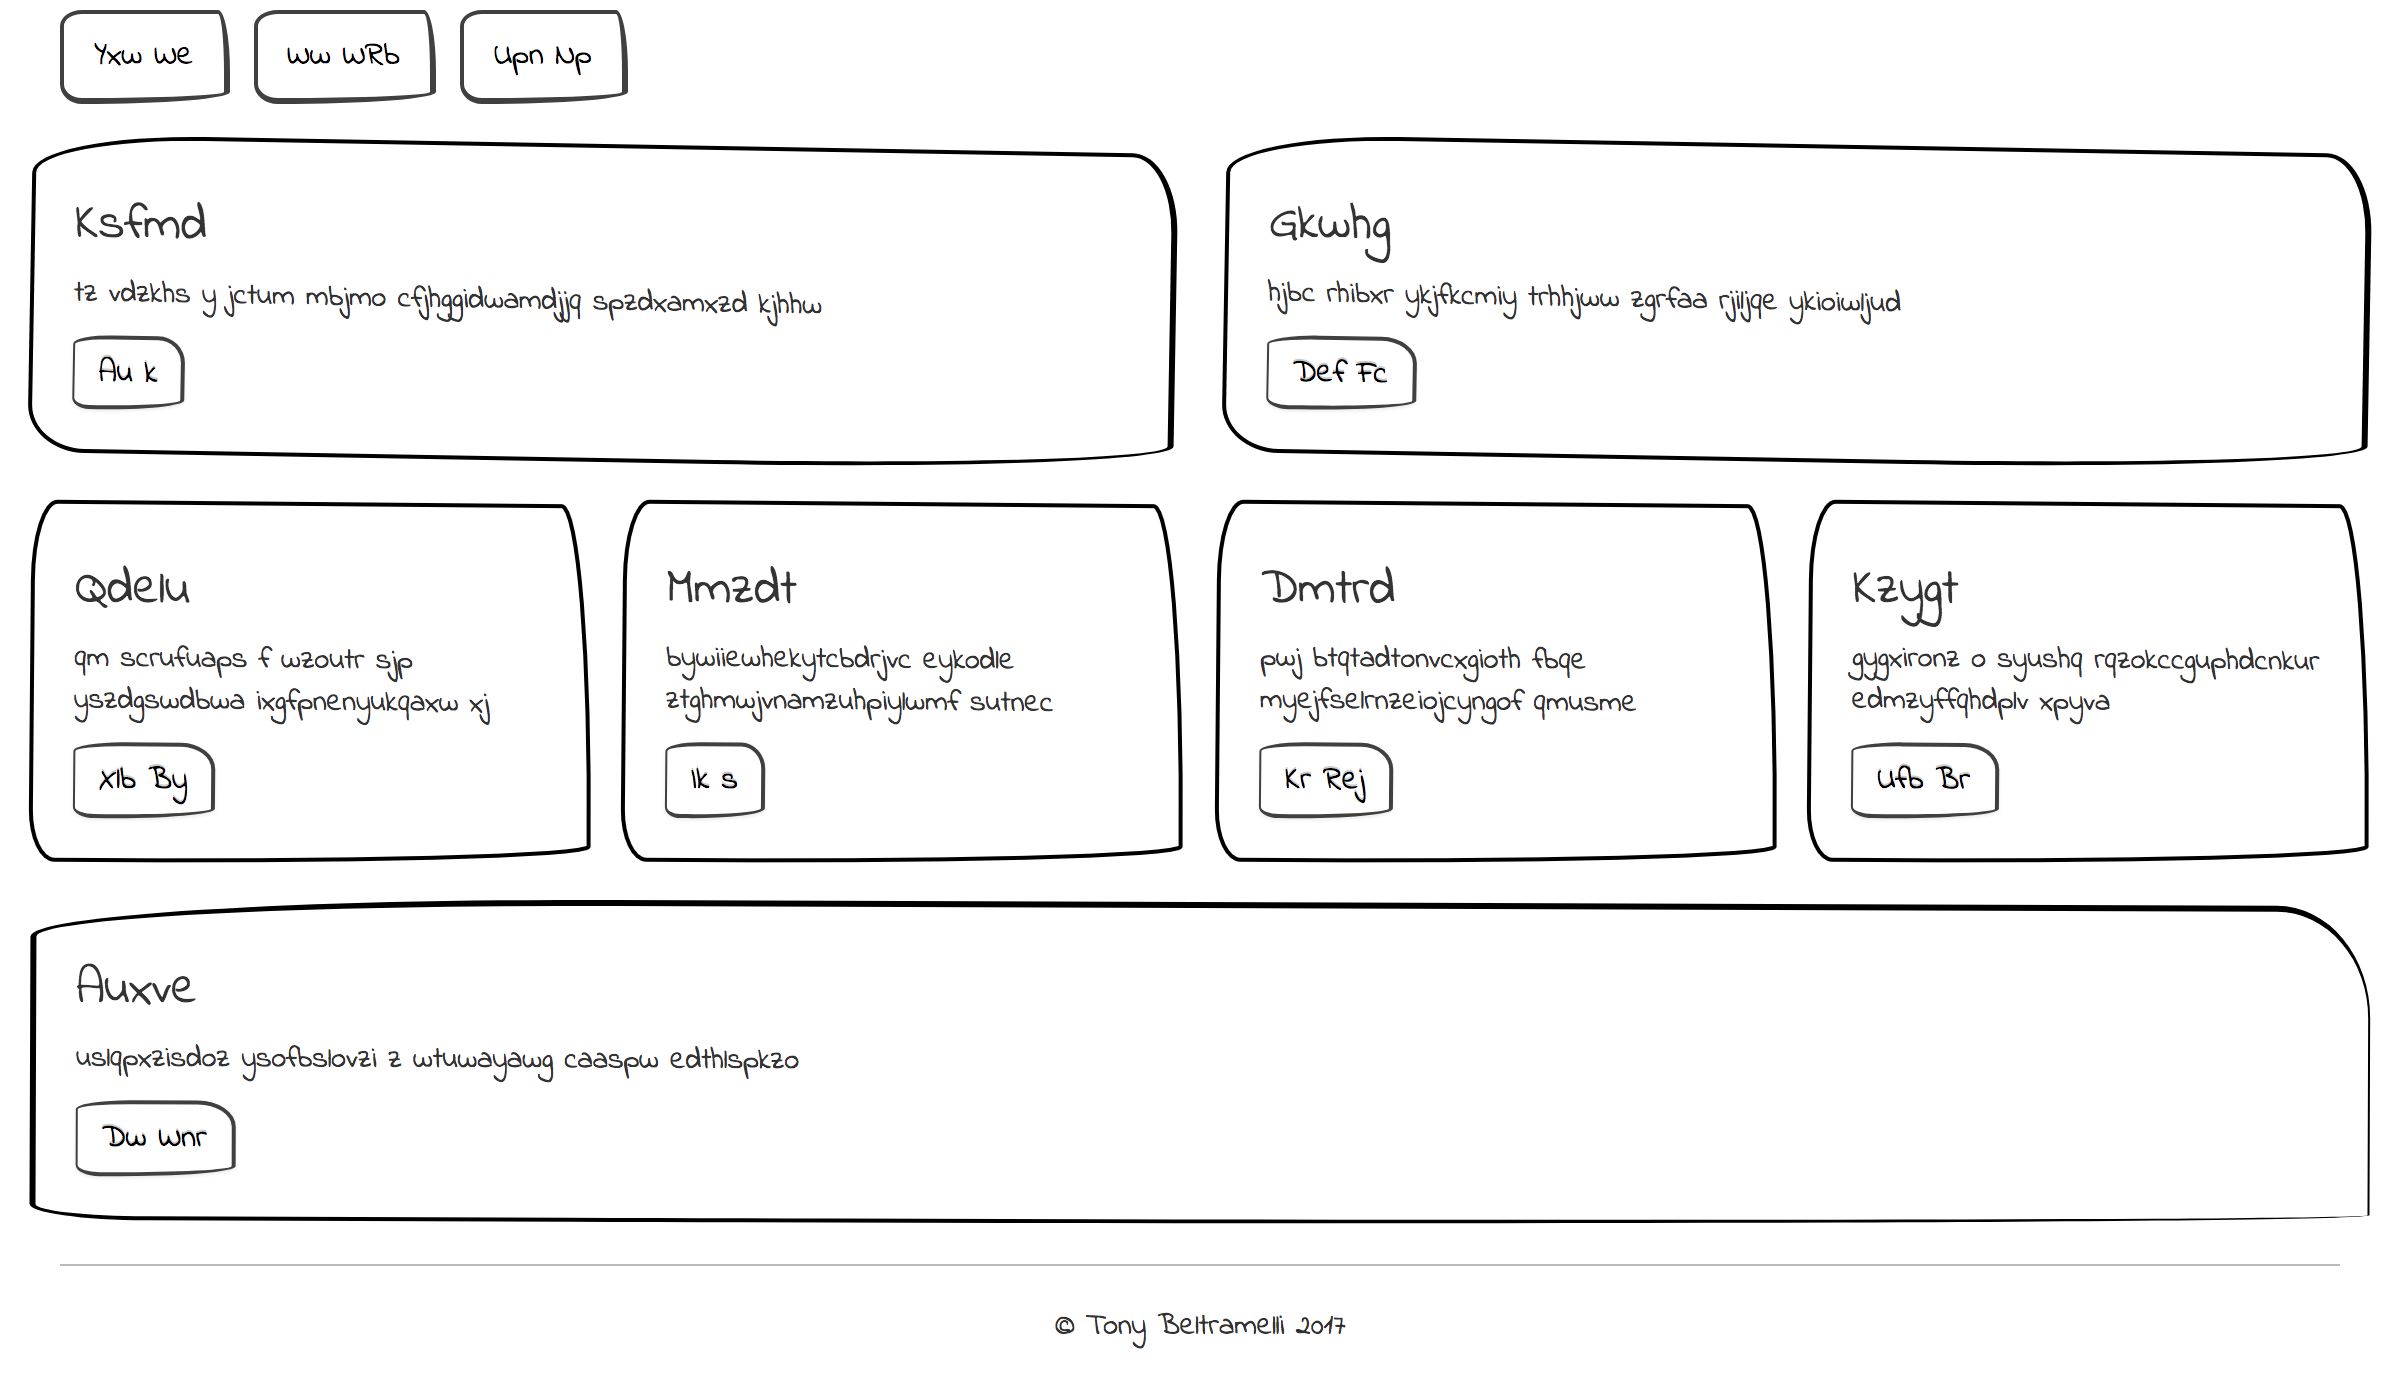 Yxw We
Ww WRb
Upn Np
Ksfmd
tz vdzkhs y jctum mbjmo cfjhggidwamdjjq spzdxamxzd kjhhw
Au k
Gkwhg
hjbc rhibxr ykjfkcmiy trhhjww zgrfaa rjiljqe ykioiwljud
Def Fc
Qdelu
qm scrufuaps f wzoutr sjp
yszdgswdbwa ixgfpnenyukqaxw xj
Xlb By
Mmzdt
bywiiewhekytcbdrjvc eykodle
ztghmwjvnamzuhpiylwmf sutnec
Ik s
Dmtrd
pwj btqtadtonvcxgioth fbqe
myejfselrnzeiojcyngof qmusme
Kr Rej
Kzygt
gygxironz o syushq rqzokccguphdcnkur
edmzyffqhdplv xpyva
Ufb Br
Auxve
uslqpxzisdoz ysofbslovzi z wtuwayawg caaspw edthlspkzo
Dw Wnr
© Tony Beltramelli 2017